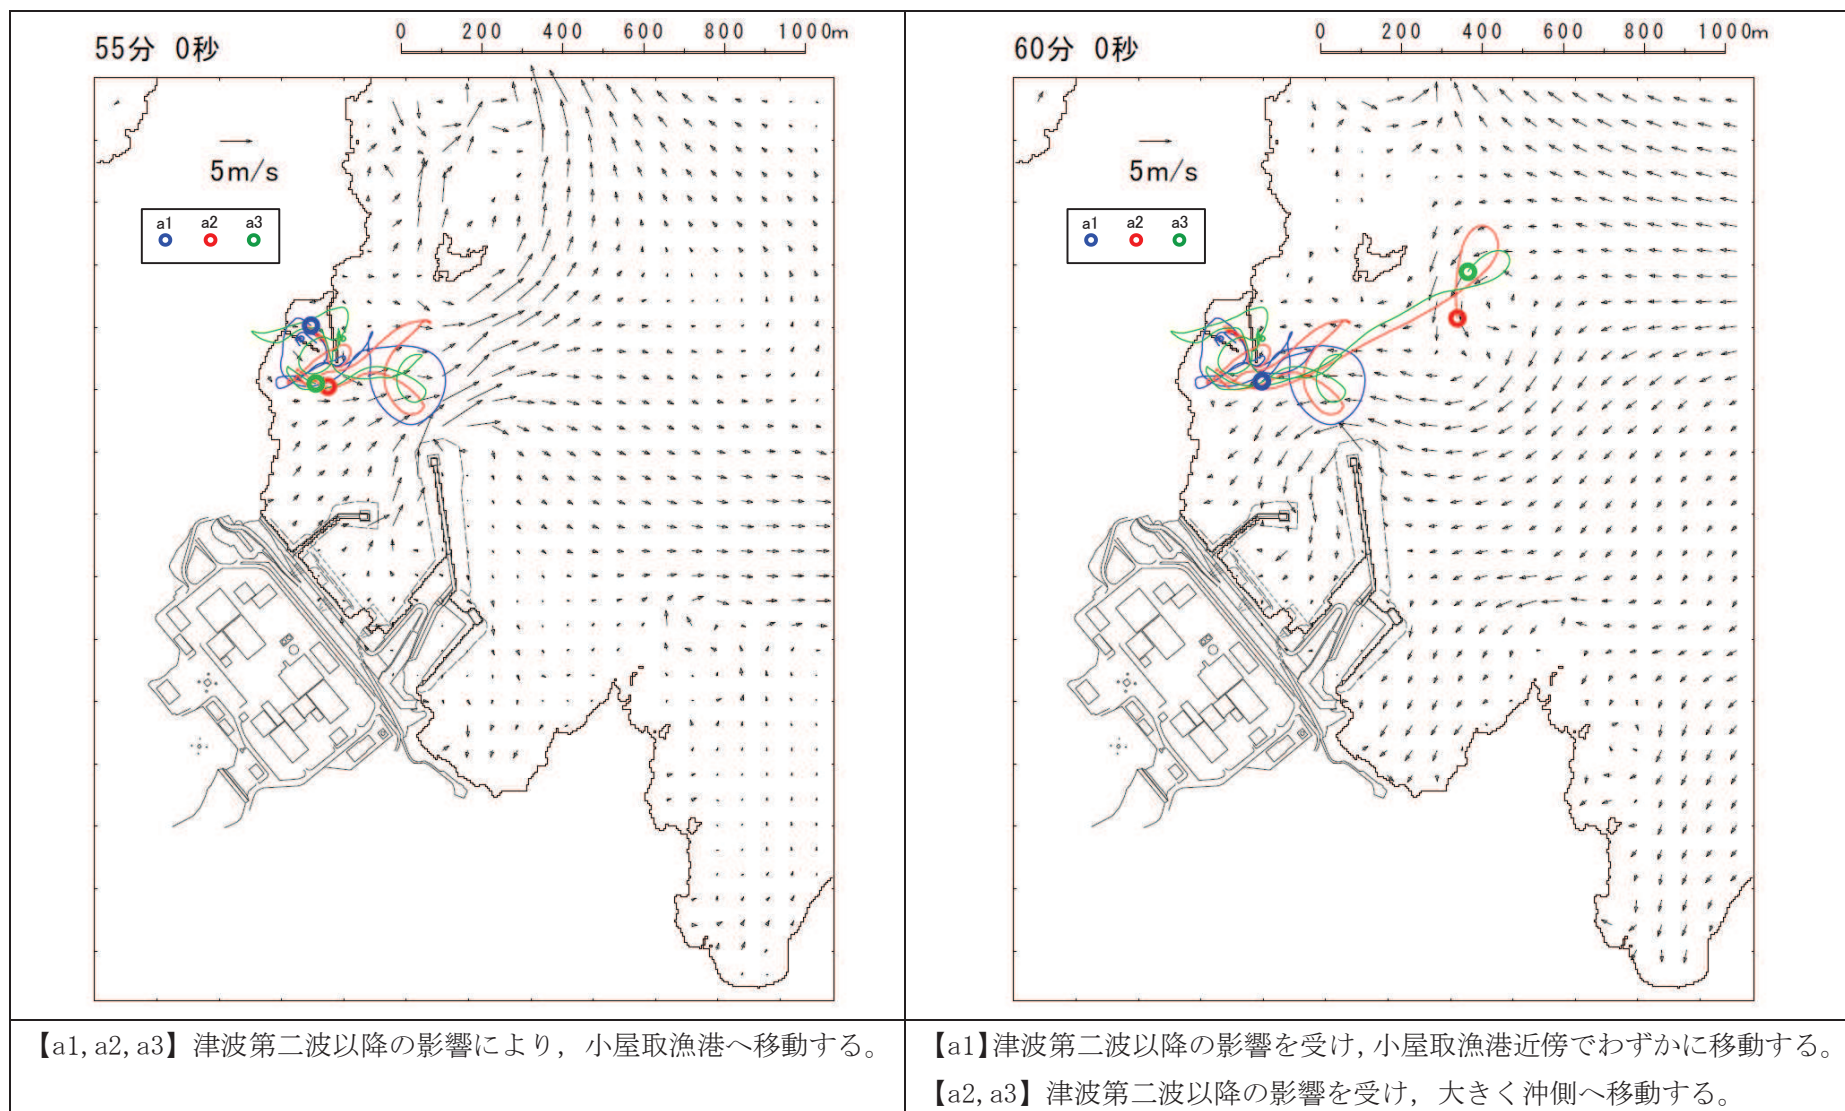 55分 0秒
0 200 400 600 800 1000m
5m/s
a1 a2 a3
60分 0秒
0 200 400 600 800 1000m
5m/s
a1 a2 a3
【a1,a2,a3】津波第二波以降の影響により，小屋取漁港へ移動する。
【a1】津波第二波以降の影響を受け，小屋取漁港近傍でわずかに移動する。
【a2,a3】津波第二波以降の影響を受け，大きく沖側へ移動する。